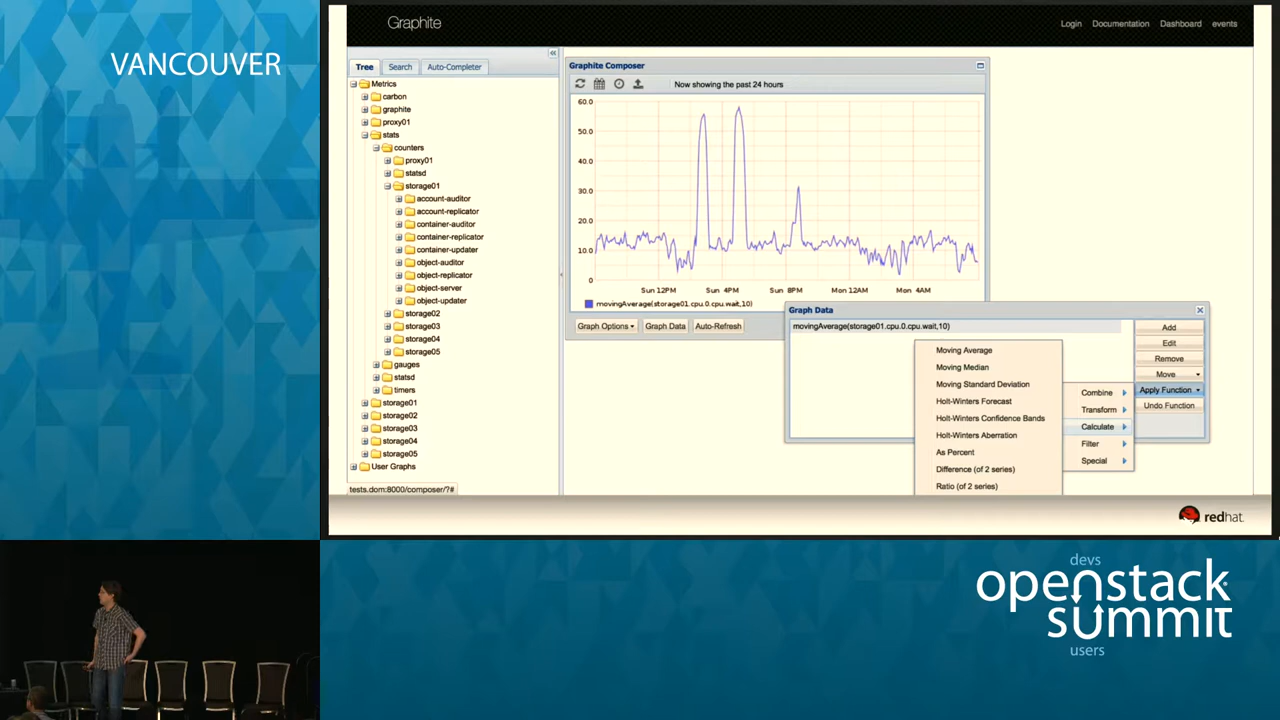 VANCOUVER
Graphite
Login Documentation Dashboard events
Tree Search Auto-Completer
Metrics
carbon
graphite
proxy01
stats
counters
proxy01
statsd
storage01
account-auditor
account-replicator
container-auditor
container-replicator
container-updater
object-auditor
object-replicator
object-server
object-updater
storage02
storage03
storage04
storage05
gauges
statsd
timers
storage01
storage02
storage03
storage04
storage05
User Graphs
tests.dom:8000/composer/?#
Graphite Composer
Now showing the past 24 hours
60.0
50.0
40.0
30.0
20.0
10.0
0
Sun 12PM Sun 4PM Sun 8PM Mon 12AM Mon 4AM
movingAverage(storage01.cpu.0.cpu.wait,10)
Graph Options Graph Data Auto-Refresh
Graph Data
movingAverage(storage01.cpu.0.cpu.wait,10)
Add
Edit
Remove
Move
Apply Function
Undo Function
Combine
Transform
Calculate
Filter
Special
Moving Average
Moving Median
Moving Standard Deviation
Holt-Winters Forecast
Holt-Winters Confidence Bands
Holt-Winters Aberration
As Percent
Difference (of 2 series)
Ratio (of 2 series)
redhat.
devs
openstack
summit
users